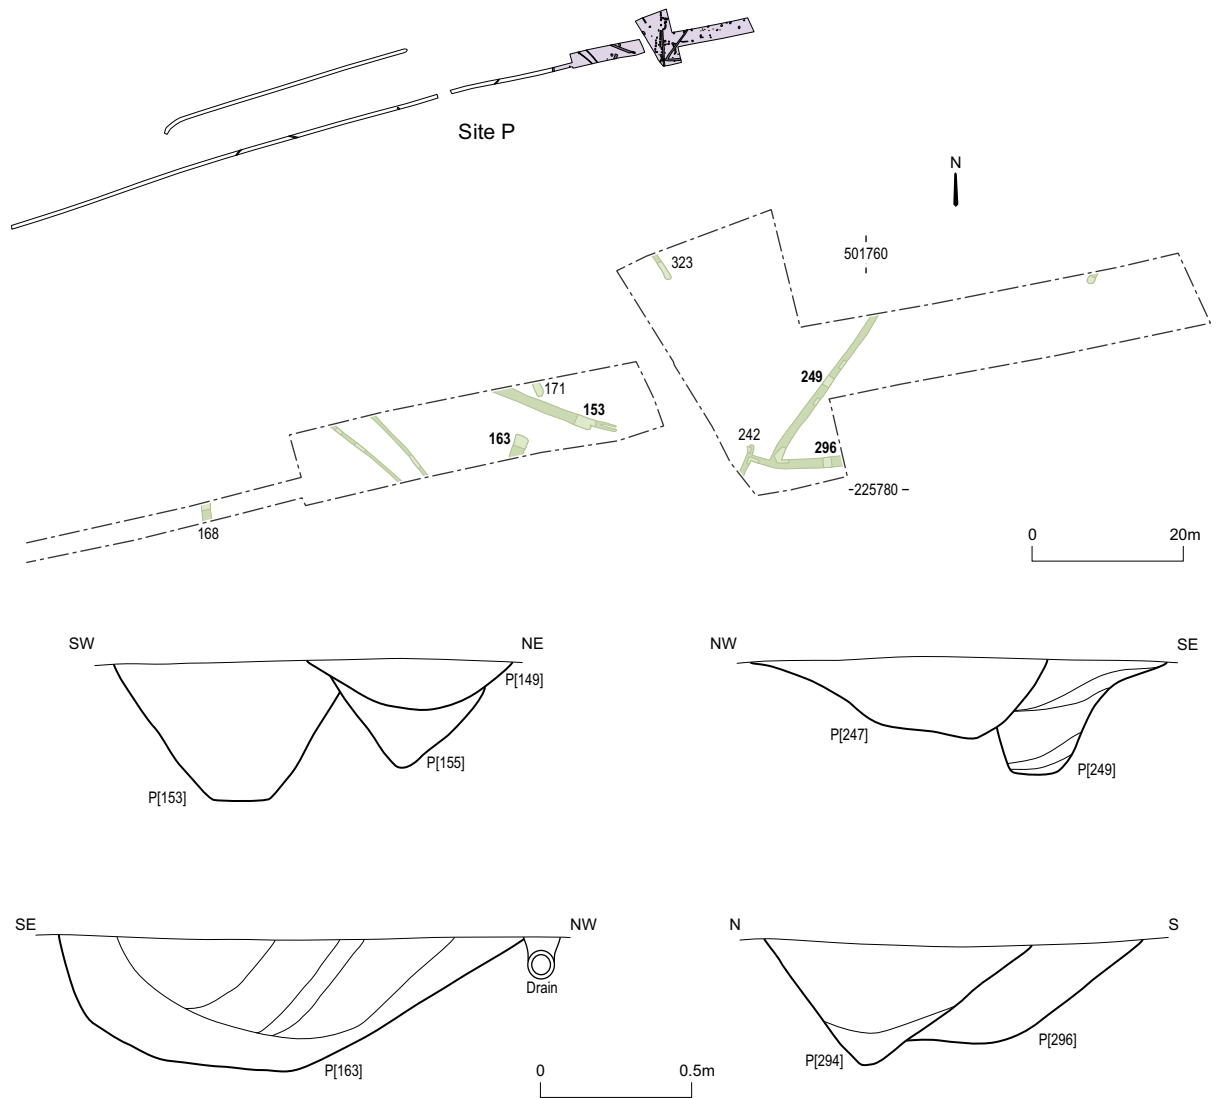 Site P
N
501760
323
249
171
153
163
242
296
225780
168
0 20m
SW NE
P[149]
P[155]
P[153]
NW SE
P[247]
P[249]
SE NW
Drain
P[163]
N S
P[294]
P[296]
0 0.5m